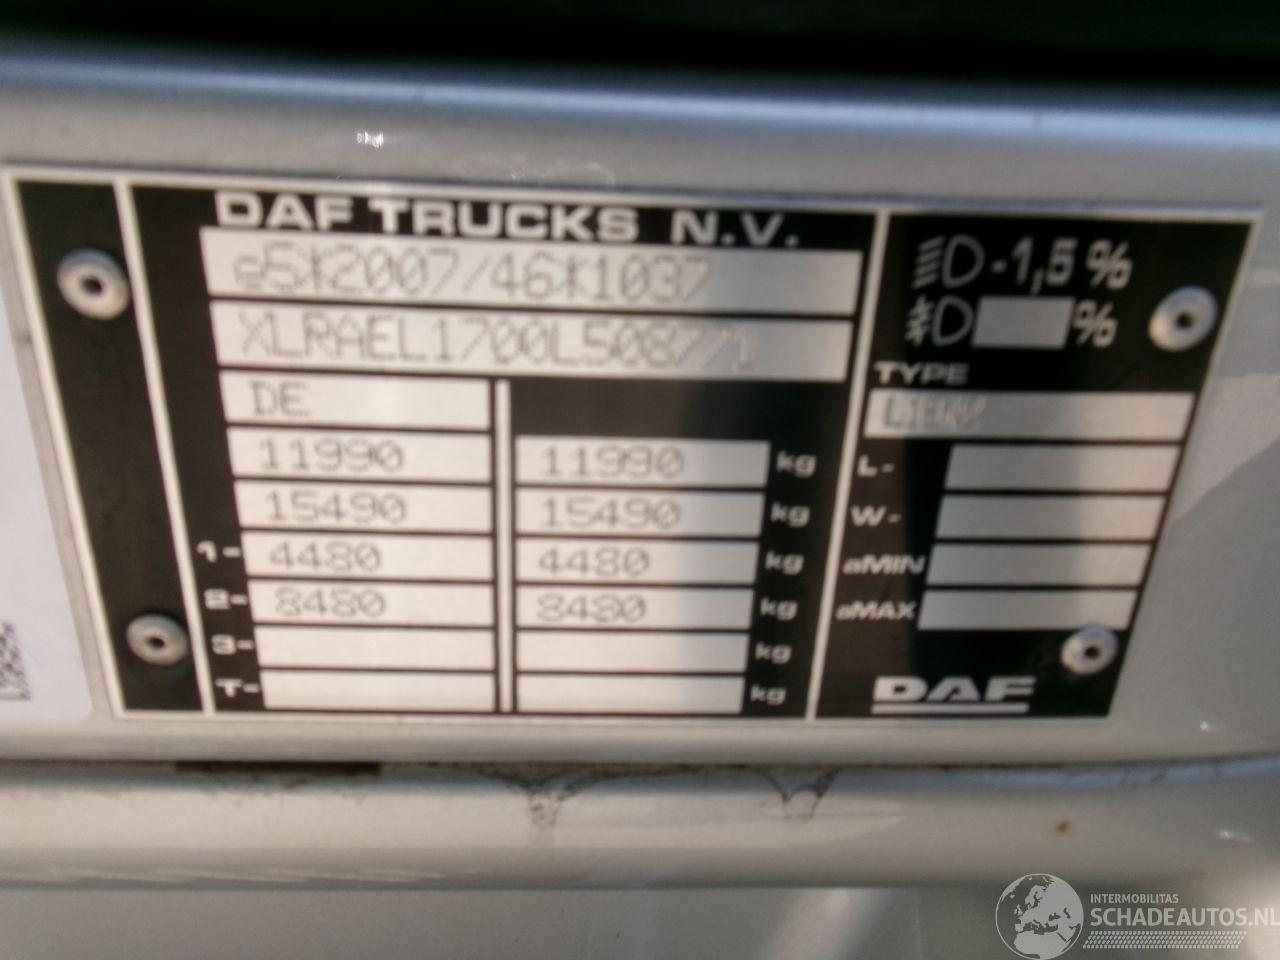 DAF TRUCKS N.V.
e5*2007/46*1037
XLRAEL1700L508771
DE
11990 11990 kg
15490 15490 kg
1- 4480 4480 kg
2- 8480 8480 kg
3- kg
T- kg
-1,5 %
%
TYPE
L-
W-
aMIN
aMAX
DAF
INTERMOBILITAS
SCHADEAUTOS.NL